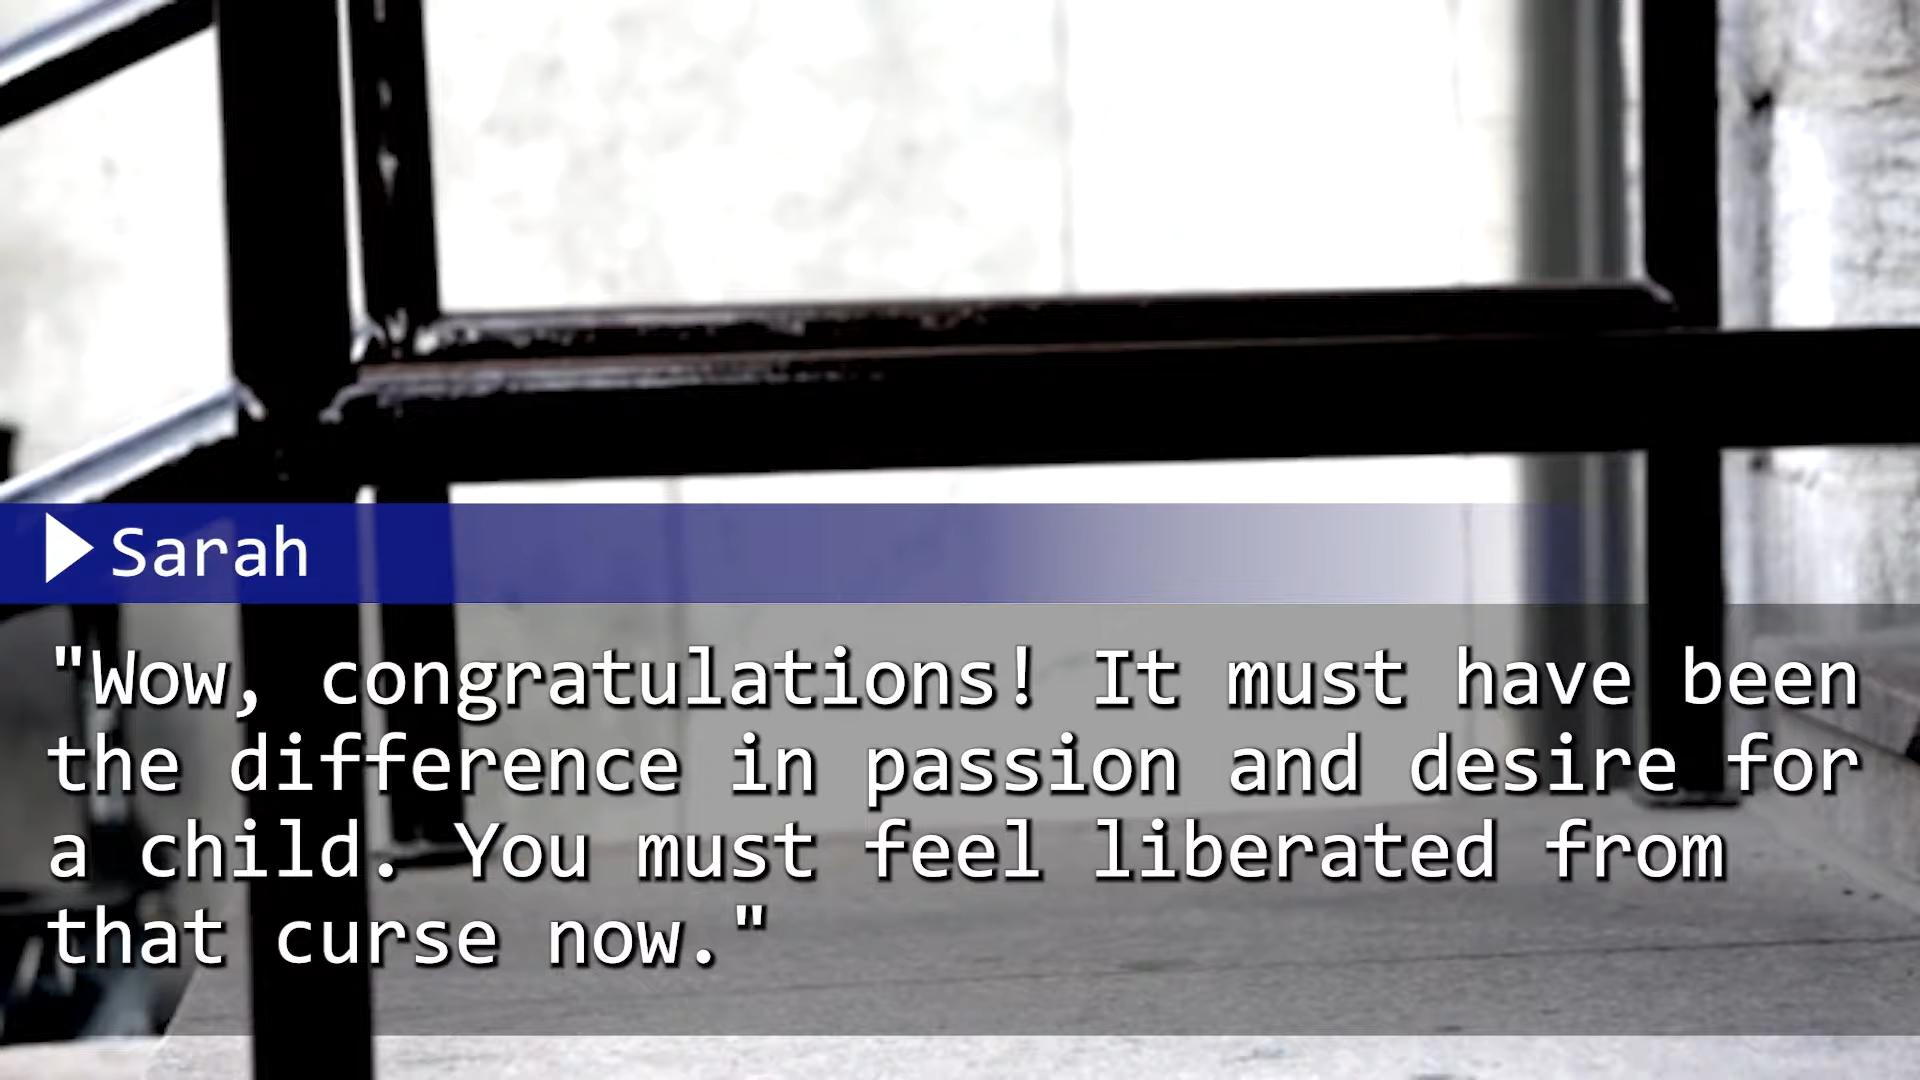 Sarah
"Wow, congratulations! It must have been
the difference in passion and desire for
a child. You must feel liberated from
that curse now."